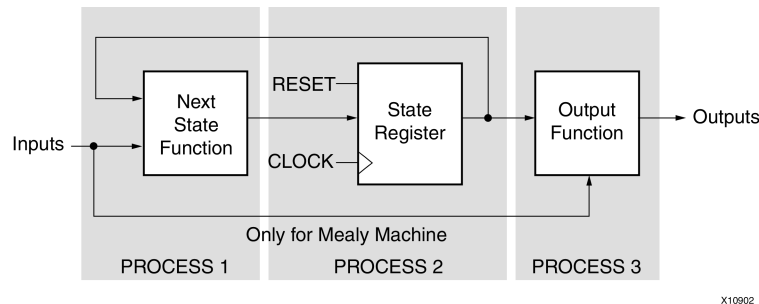 Inputs
Next
State
Function
RESET
CLOCK
State
Register
Output
Function
Outputs
Only for Mealy Machine
PROCESS 1
PROCESS 2
PROCESS 3
X10902